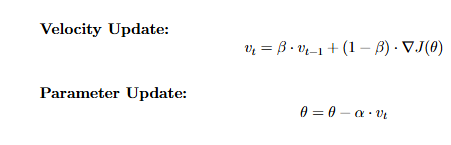 Velocity Update:
v_t = β · v_{t−1} + (1 − β) · ∇J(θ)
Parameter Update:
θ = θ − α · v_t